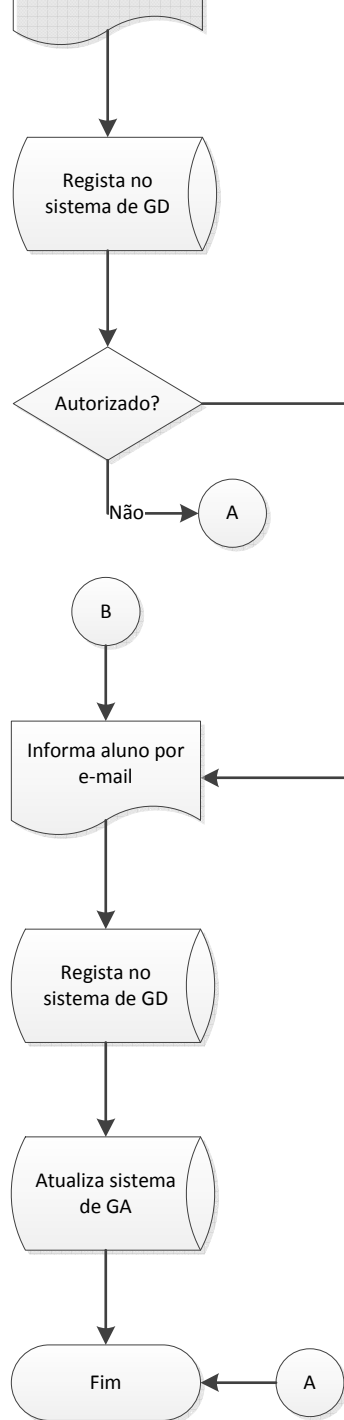 Regista no
sistema de GD
Autorizado?
Não
A
B
Informa aluno por
e-mail
Regista no
sistema de GD
Atualiza sistema
de GA
Fim
A